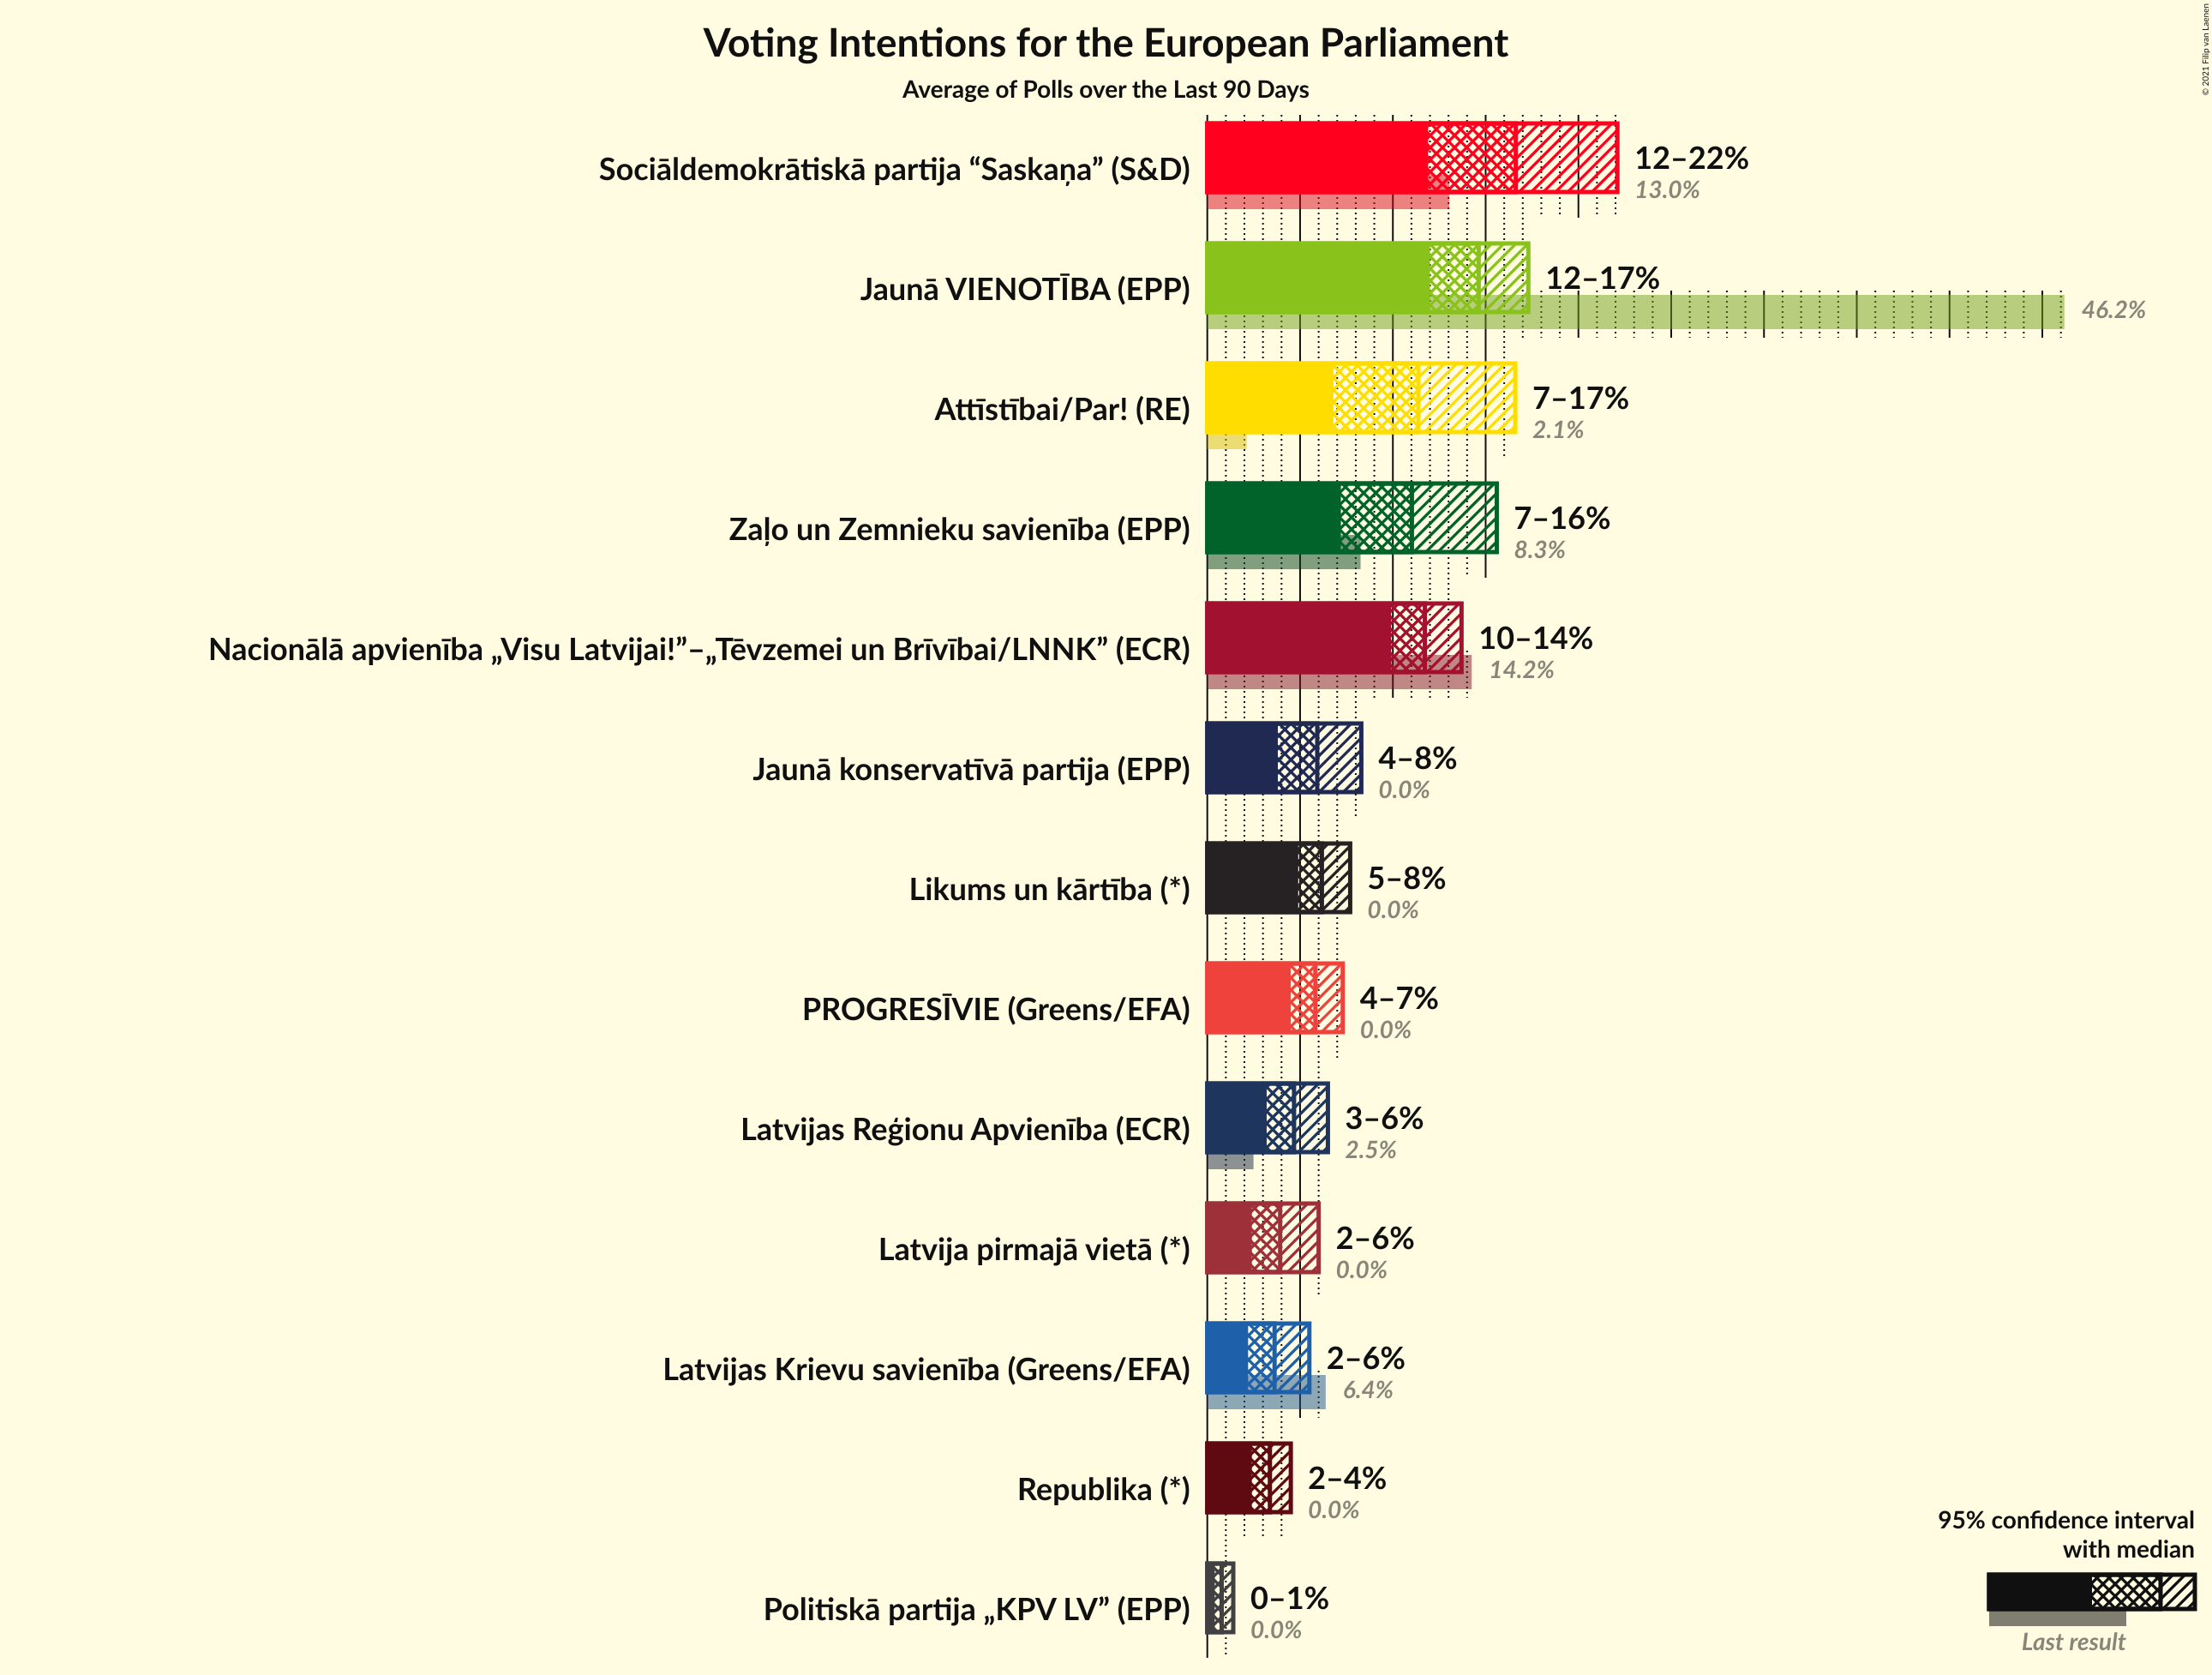 Voting Intentions for the European Parliament
Average of Polls over the Last 90 Days
© 2021 Filip van Laenen
Sociāldemokrātiskā partija “Saskaņa” (S&D)
12–22%
13.0%
Jaunā VIENOTĪBA (EPP)
12–17%
46.2%
Attīstībai/Par! (RE)
7–17%
2.1%
Zaļo un Zemnieku savienība (EPP)
7–16%
8.3%
Nacionālā apvienība „Visu Latvijai!”–„Tēvzemei un Brīvībai/LNNK” (ECR)
10–14%
14.2%
Jaunā konservatīvā partija (EPP)
4–8%
0.0%
Likums un kārtība (*)
5–8%
0.0%
PROGRESĪVIE (Greens/EFA)
4–7%
0.0%
Latvijas Reģionu Apvienība (ECR)
3–6%
2.5%
Latvija pirmajā vietā (*)
2–6%
0.0%
Latvijas Krievu savienība (Greens/EFA)
2–6%
6.4%
Republika (*)
2–4%
0.0%
Politiskā partija „KPV LV” (EPP)
0–1%
0.0%
95% confidence interval
with median
Last result